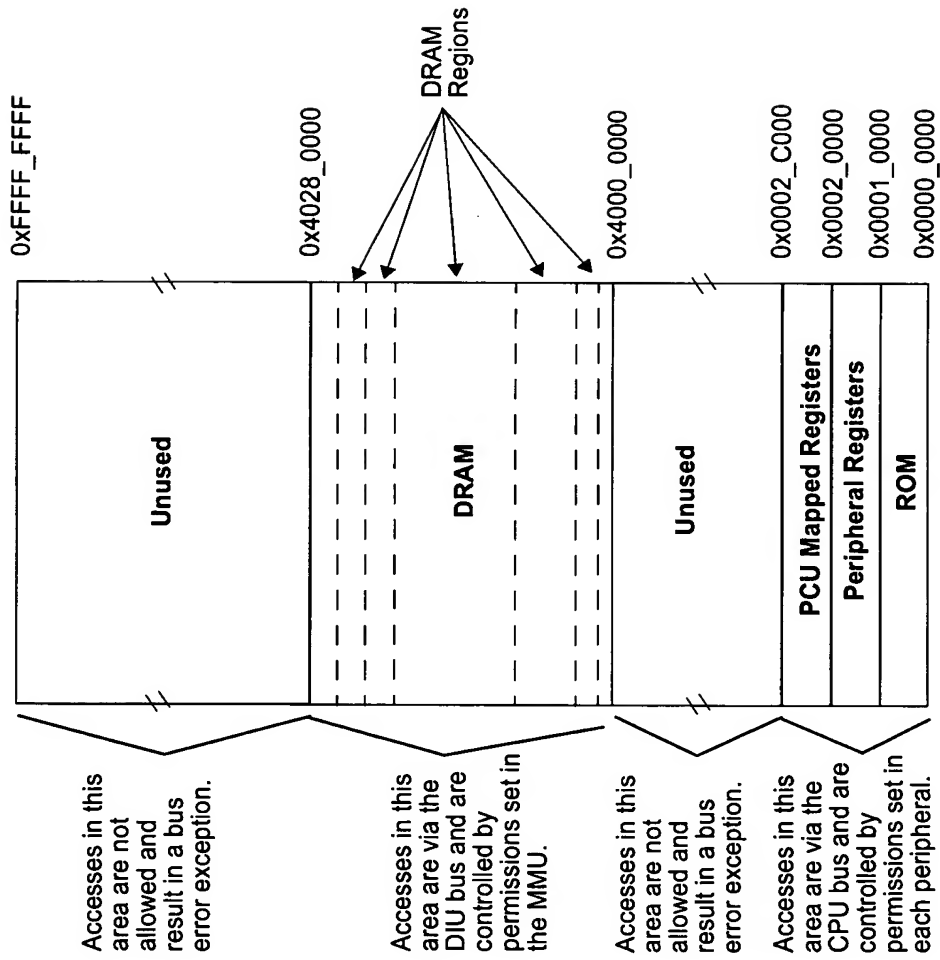 0xFFFF_FFFF
Accesses in this
area are not
allowed and
result in a bus
error exception.
Unused
0x4028_0000
Accesses in this
area are via the
DIU bus and are
controlled by
permissions set in
the MMU.
DRAM
DRAM
Regions
0x4000_0000
Accesses in this
area are not
allowed and
result in a bus
error exception.
Unused
0x0002_C000
Accesses in this
area are via the
CPU bus and are
controlled by
permissions set in
each peripheral.
PCU Mapped Registers
0x0002_0000
Peripheral Registers
0x0001_0000
ROM
0x0000_0000